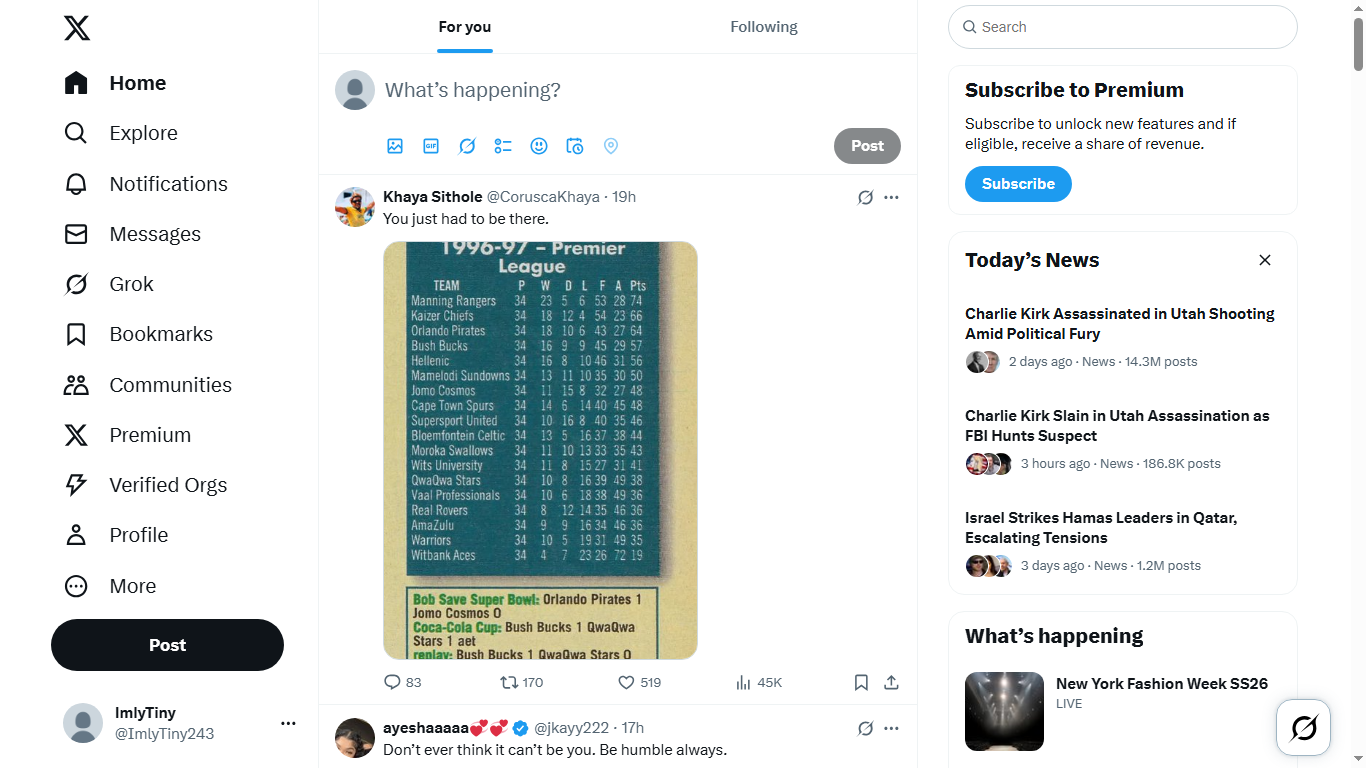 For you
Following
Search
Home
Explore
Notifications
Messages
Grok
Bookmarks
Communities
Premium
Verified Orgs
Profile
More
Post
ImlyTiny
@ImlyTiny243
What's happening?
GIF
Post
Khaya Sithole @CoruscaKhaya · 19h
You just had to be there.
1996-97 – Premier
League
TEAM P W D L F A Pts
Manning Rangers 34 23 5 6 53 28 74
Kaizer Chiefs 34 18 12 4 54 23 66
Orlando Pirates 34 18 10 6 43 27 64
Bush Bucks 34 16 9 9 45 29 57
Hellenic 34 16 8 10 46 31 56
Mamelodi Sundowns 34 13 11 10 35 30 50
Jomo Cosmos 34 11 15 8 32 27 48
Cape Town Spurs 34 14 6 14 40 45 48
Supersport United 34 10 16 8 40 35 46
Bloemfontein Celtic 34 13 5 16 37 38 44
Moroka Swallows 34 11 10 13 33 35 43
Wits University 34 11 8 15 27 31 41
QwaQwa Stars 34 10 8 16 39 49 38
Vaal Professionals 34 10 6 18 38 49 36
Real Rovers 34 8 12 14 35 46 36
AmaZulu 34 9 9 16 34 46 36
Warriors 34 10 5 19 31 49 35
Witbank Aces 34 4 7 23 26 72 19
Bob Save Super Bowl: Orlando Pirates 1
Jomo Cosmos 0
Coca-Cola Cup: Bush Bucks 1 QwaQwa
Stars 1 aet
replay: Bush Bucks 1 QwaQwa Stars 0
83 170 519 45K
ayeshaaaaa💞💞 @jkayy222 · 17h
Don't ever think it can't be you. Be humble always.
Subscribe to Premium
Subscribe to unlock new features and if
eligible, receive a share of revenue.
Subscribe
Today's News
Charlie Kirk Assassinated in Utah Shooting
Amid Political Fury
2 days ago · News · 14.3M posts
Charlie Kirk Slain in Utah Assassination as
FBI Hunts Suspect
3 hours ago · News · 186.8K posts
Israel Strikes Hamas Leaders in Qatar,
Escalating Tensions
3 days ago · News · 1.2M posts
What's happening
New York Fashion Week SS26
LIVE